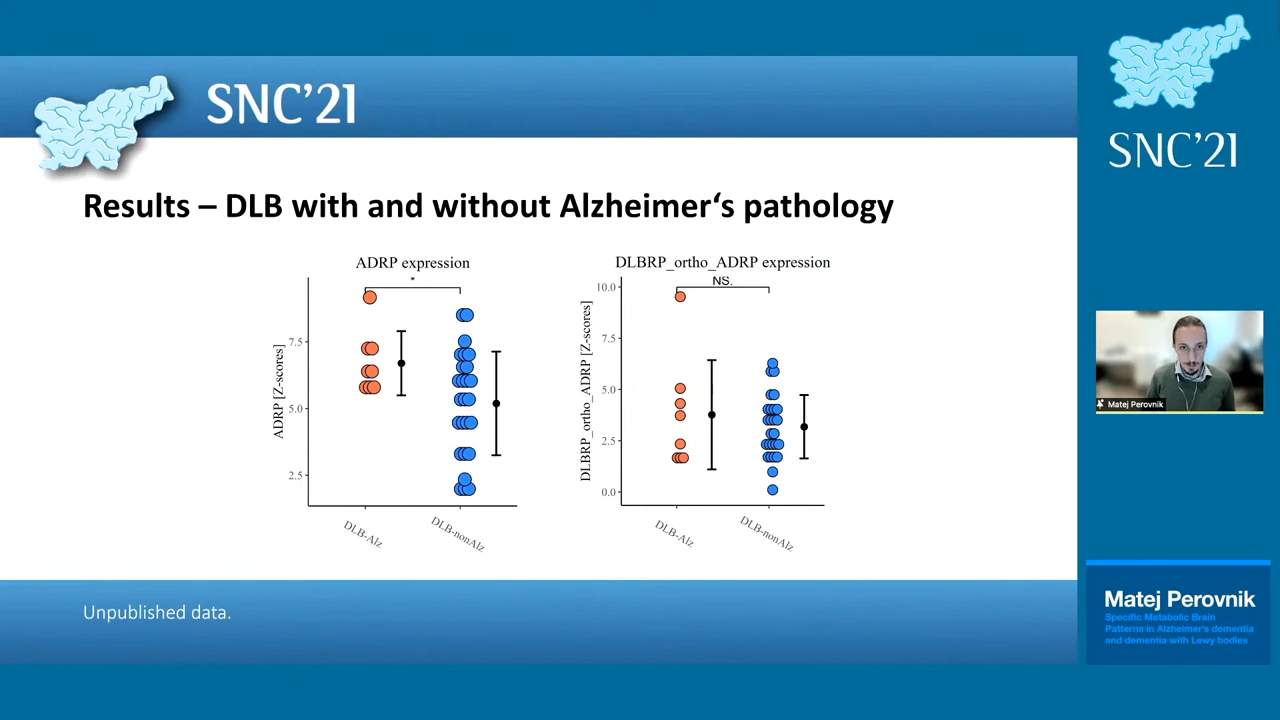 SNC'21
SNC'21
Results – DLB with and without Alzheimer‘s pathology
ADRP expression
*
ADRP [Z-scores]
7.5
5.0
2.5
DLB-Alz
DLB-nonAlz
DLBRP_ortho_ADRP expression
NS.
DLBRP_ortho_ADRP [Z-scores]
10.0
7.5
5.0
2.5
0.0
DLB-Alz
DLB-nonAlz
Matej Perovnik
Unpublished data.
Matej Perovnik
Specific Metabolic Brain
Patterns in Alzheimer's dementia
and dementia with Lewy bodies